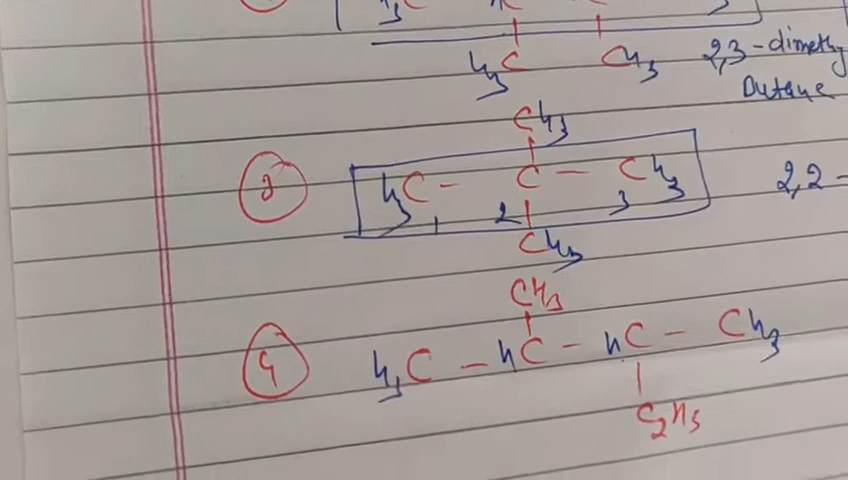 H3C CH3 2,3-dimethy
Butane
CH3
3 H3C - C - CH3 2,2-
1 2 3
CH3
CH3
4 H3C - HC - HC - CH3
C2H5